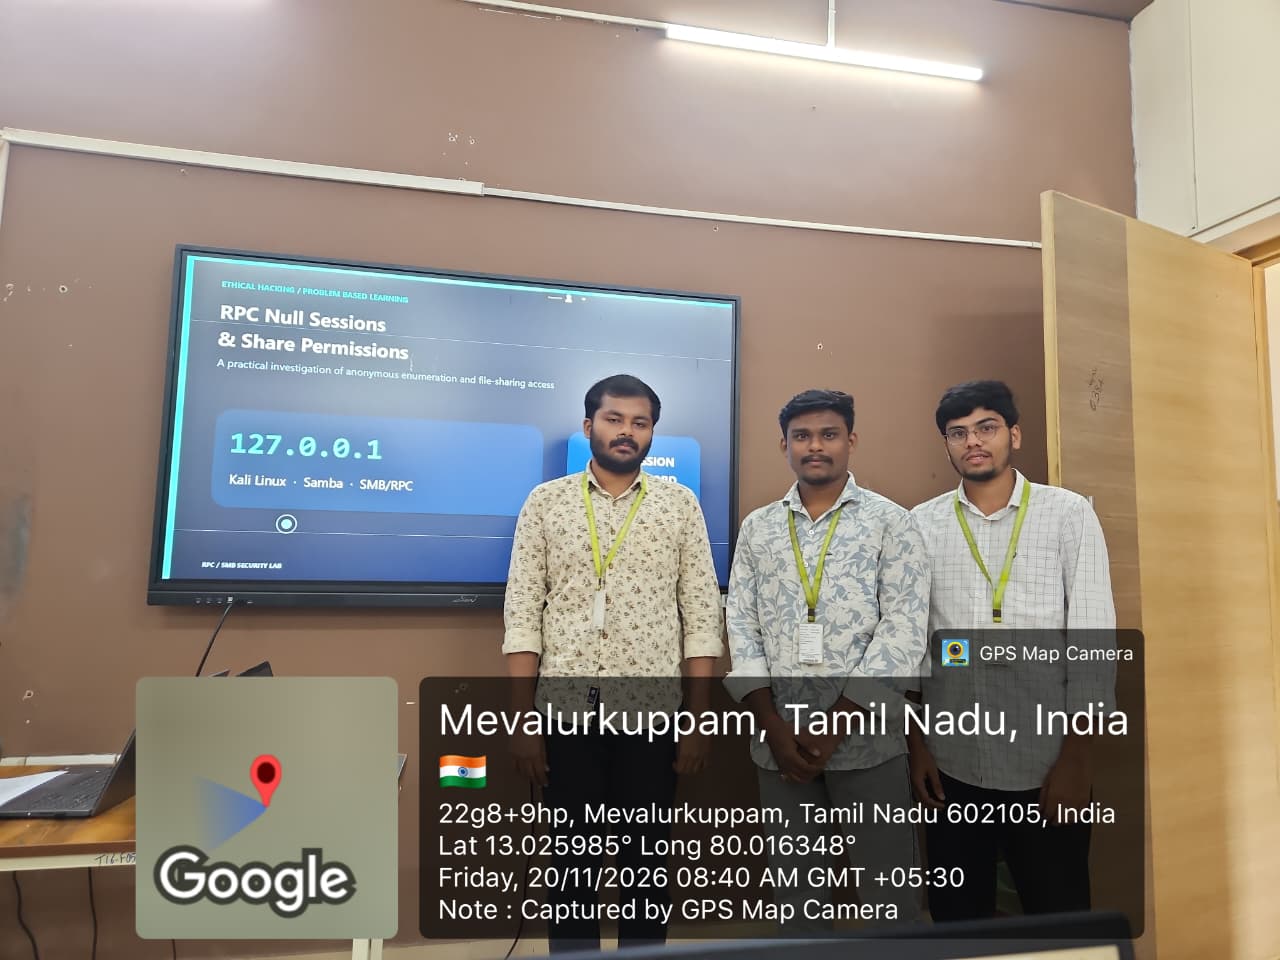 ETHICAL HACKING / PROBLEM BASED LEARNING
RPC Null Sessions
& Share Permissions
A practical investigation of anonymous enumeration and file-sharing access
127.0.0.1
Kali Linux · Samba · SMB/RPC
RPC / SMB SECURITY LAB
GPS Map Camera
Mevalurkuppam, Tamil Nadu, India
22g8+9hp, Mevalurkuppam, Tamil Nadu 602105, India
Lat 13.025985° Long 80.016348°
Friday, 20/11/2026 08:40 AM GMT +05:30
Note : Captured by GPS Map Camera
Google